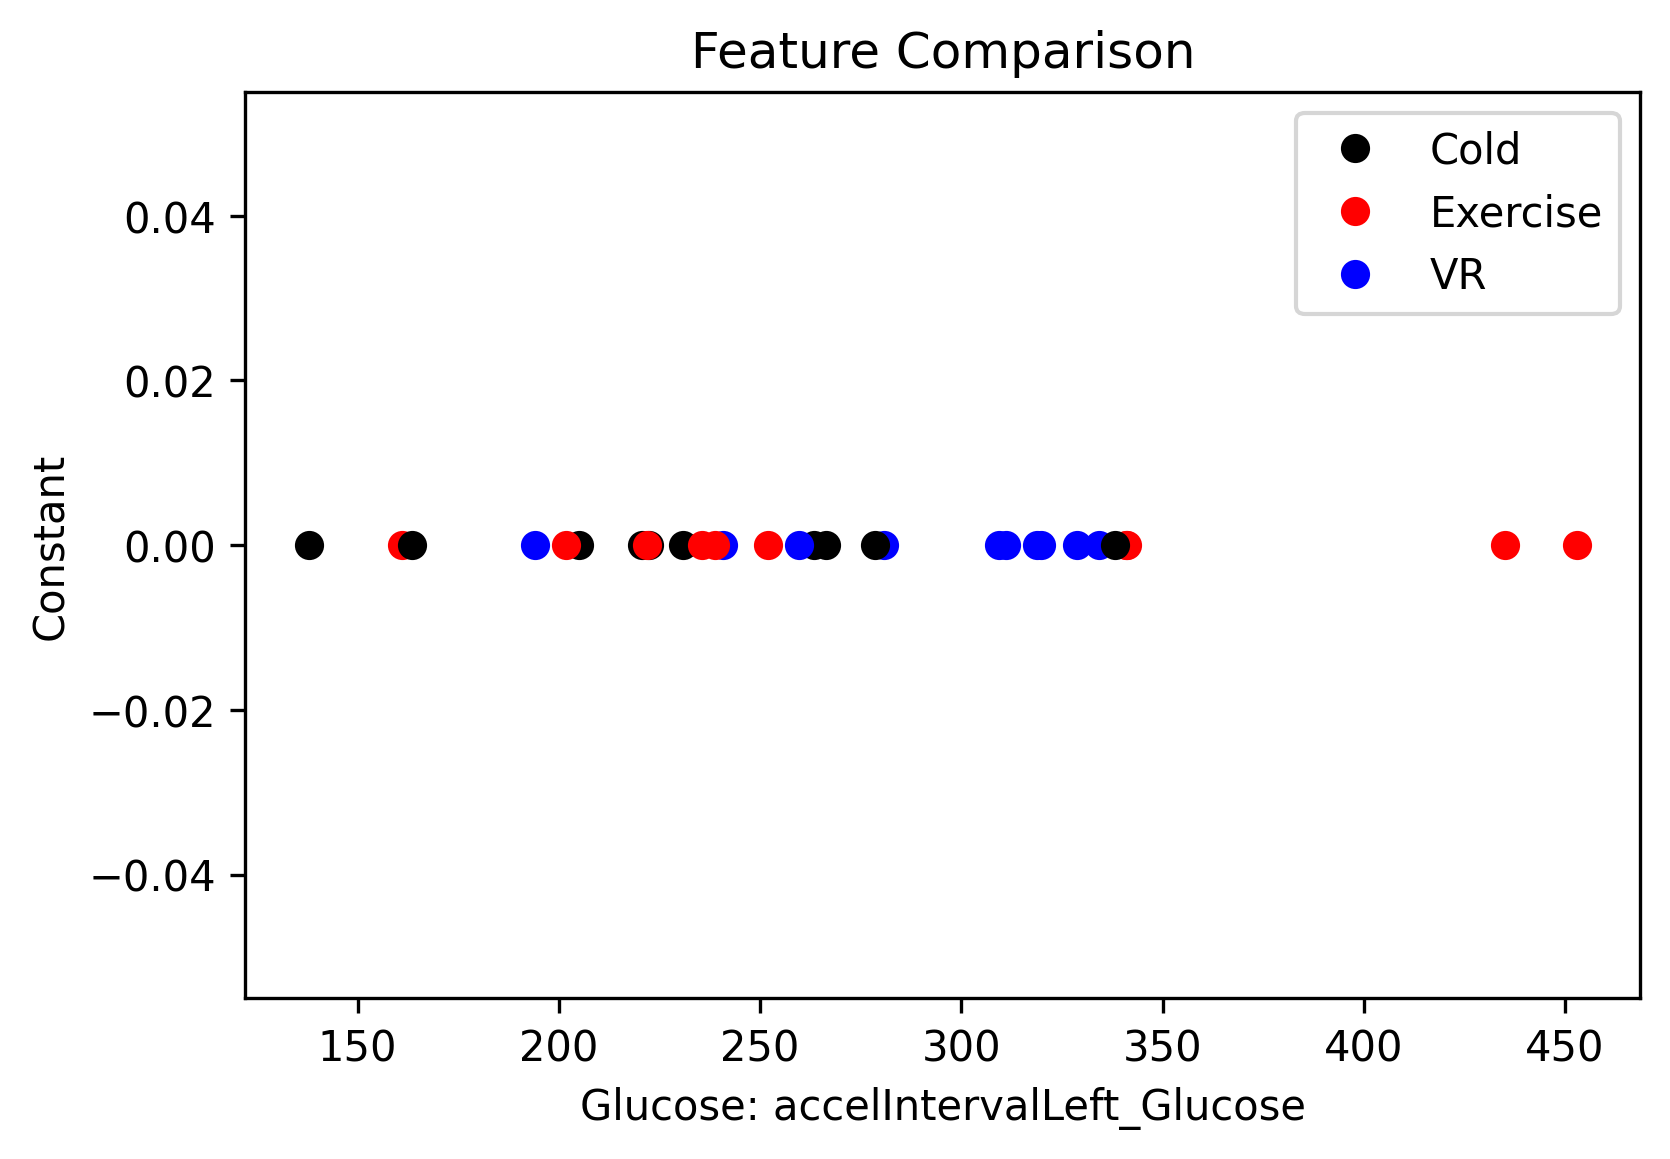 Feature Comparison
Cold
Exercise
VR
0.04
0.02
0.00
−0.02
−0.04
Constant
150 200 250 300 350 400 450
Glucose: accelIntervalLeft_Glucose